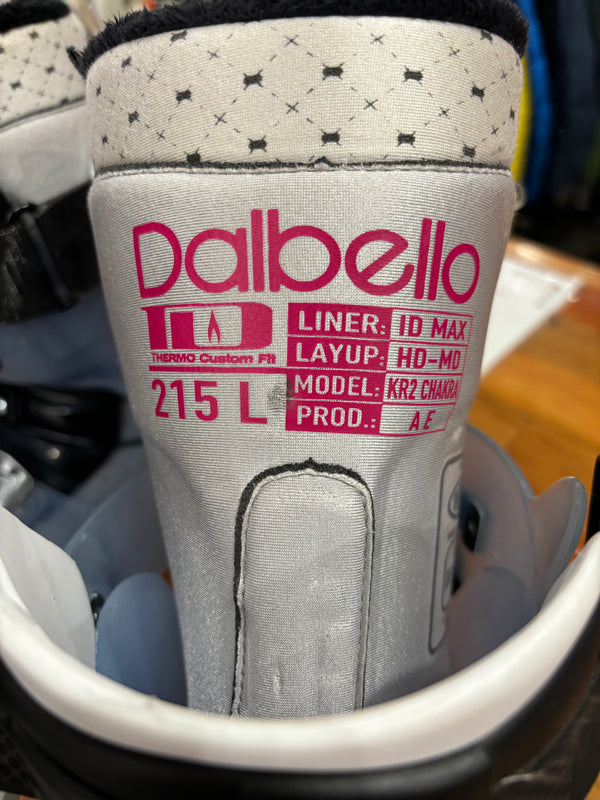 Dalbello
ID
THERMO Custom Fit
215 L
LINER: ID MAX
LAYUP: HD-MD
MODEL: KR2 CHAKRA
PROD.: A E